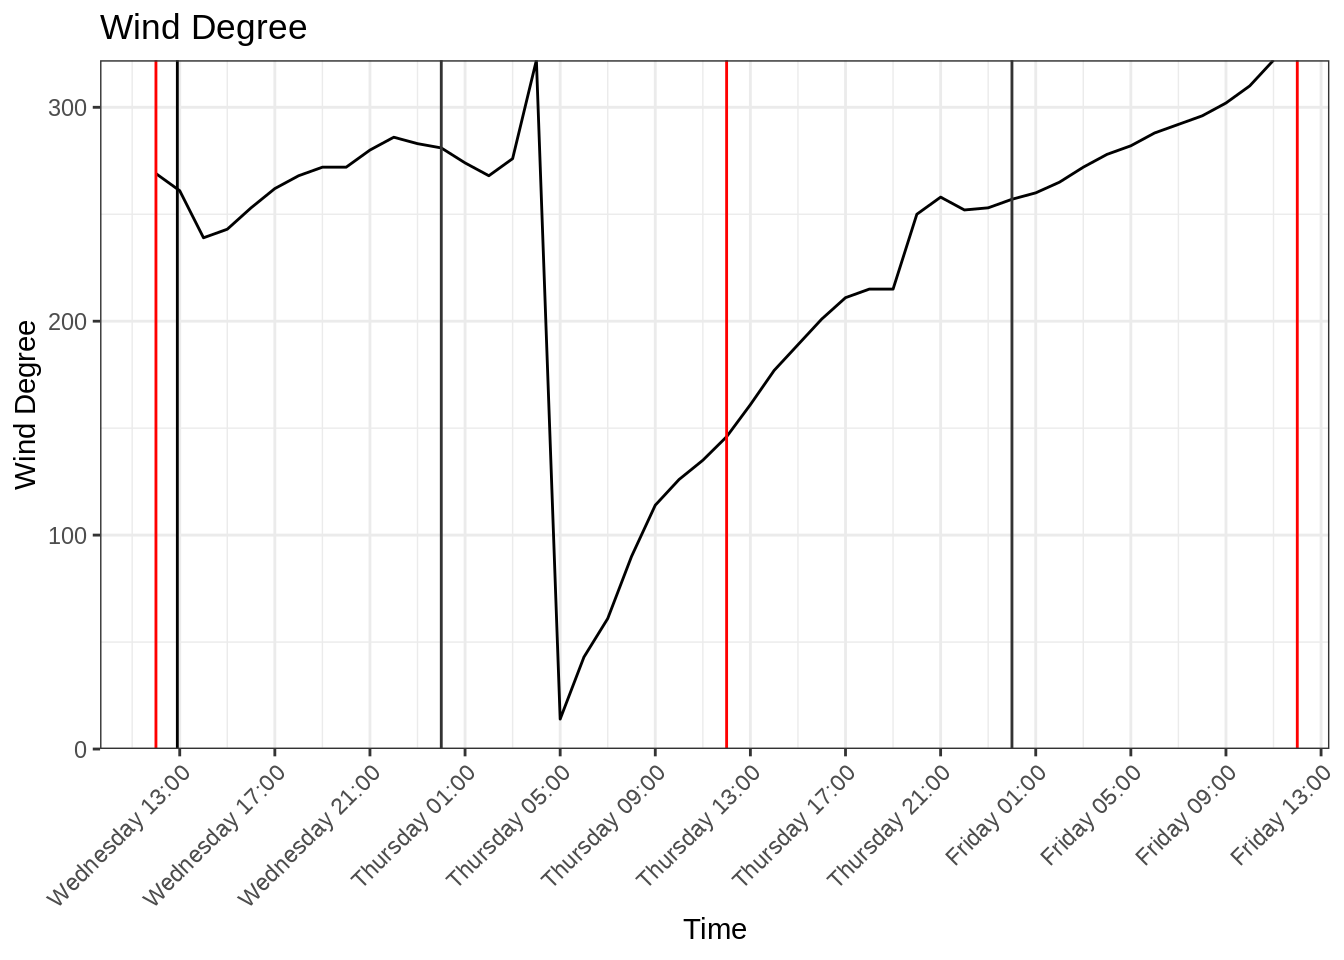 Wind Degree
Wind Degree
300
200
100
0
Wednesday 13:00
Wednesday 17:00
Wednesday 21:00
Thursday 01:00
Thursday 05:00
Thursday 09:00
Thursday 13:00
Thursday 17:00
Thursday 21:00
Friday 01:00
Friday 05:00
Friday 09:00
Friday 13:00
Time